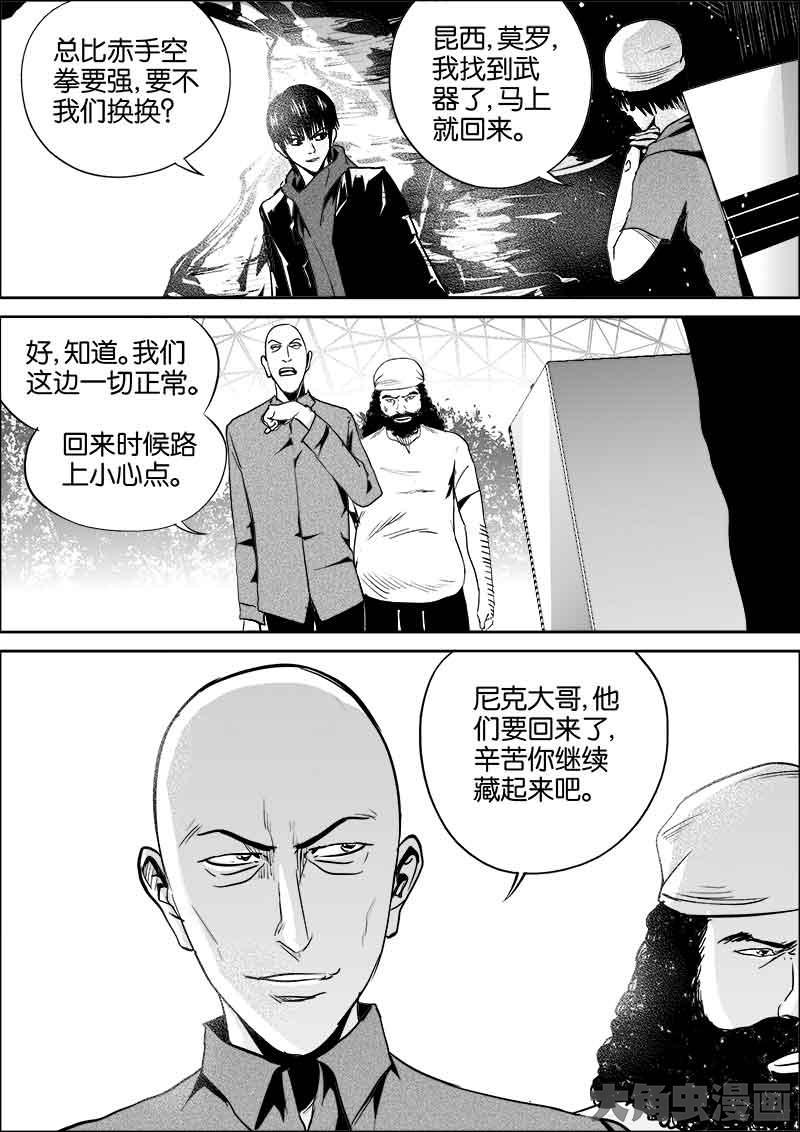 总比赤手空
拳要强，要不
我们换换？
昆西，莫罗，
我找到武
器了，马上
就回来。
好，知道。我们
这边一切正常。
回来时候路
上小心点。
尼克大哥，他
们要回来了，
辛苦你继续
藏起来吧。
大角虫漫画